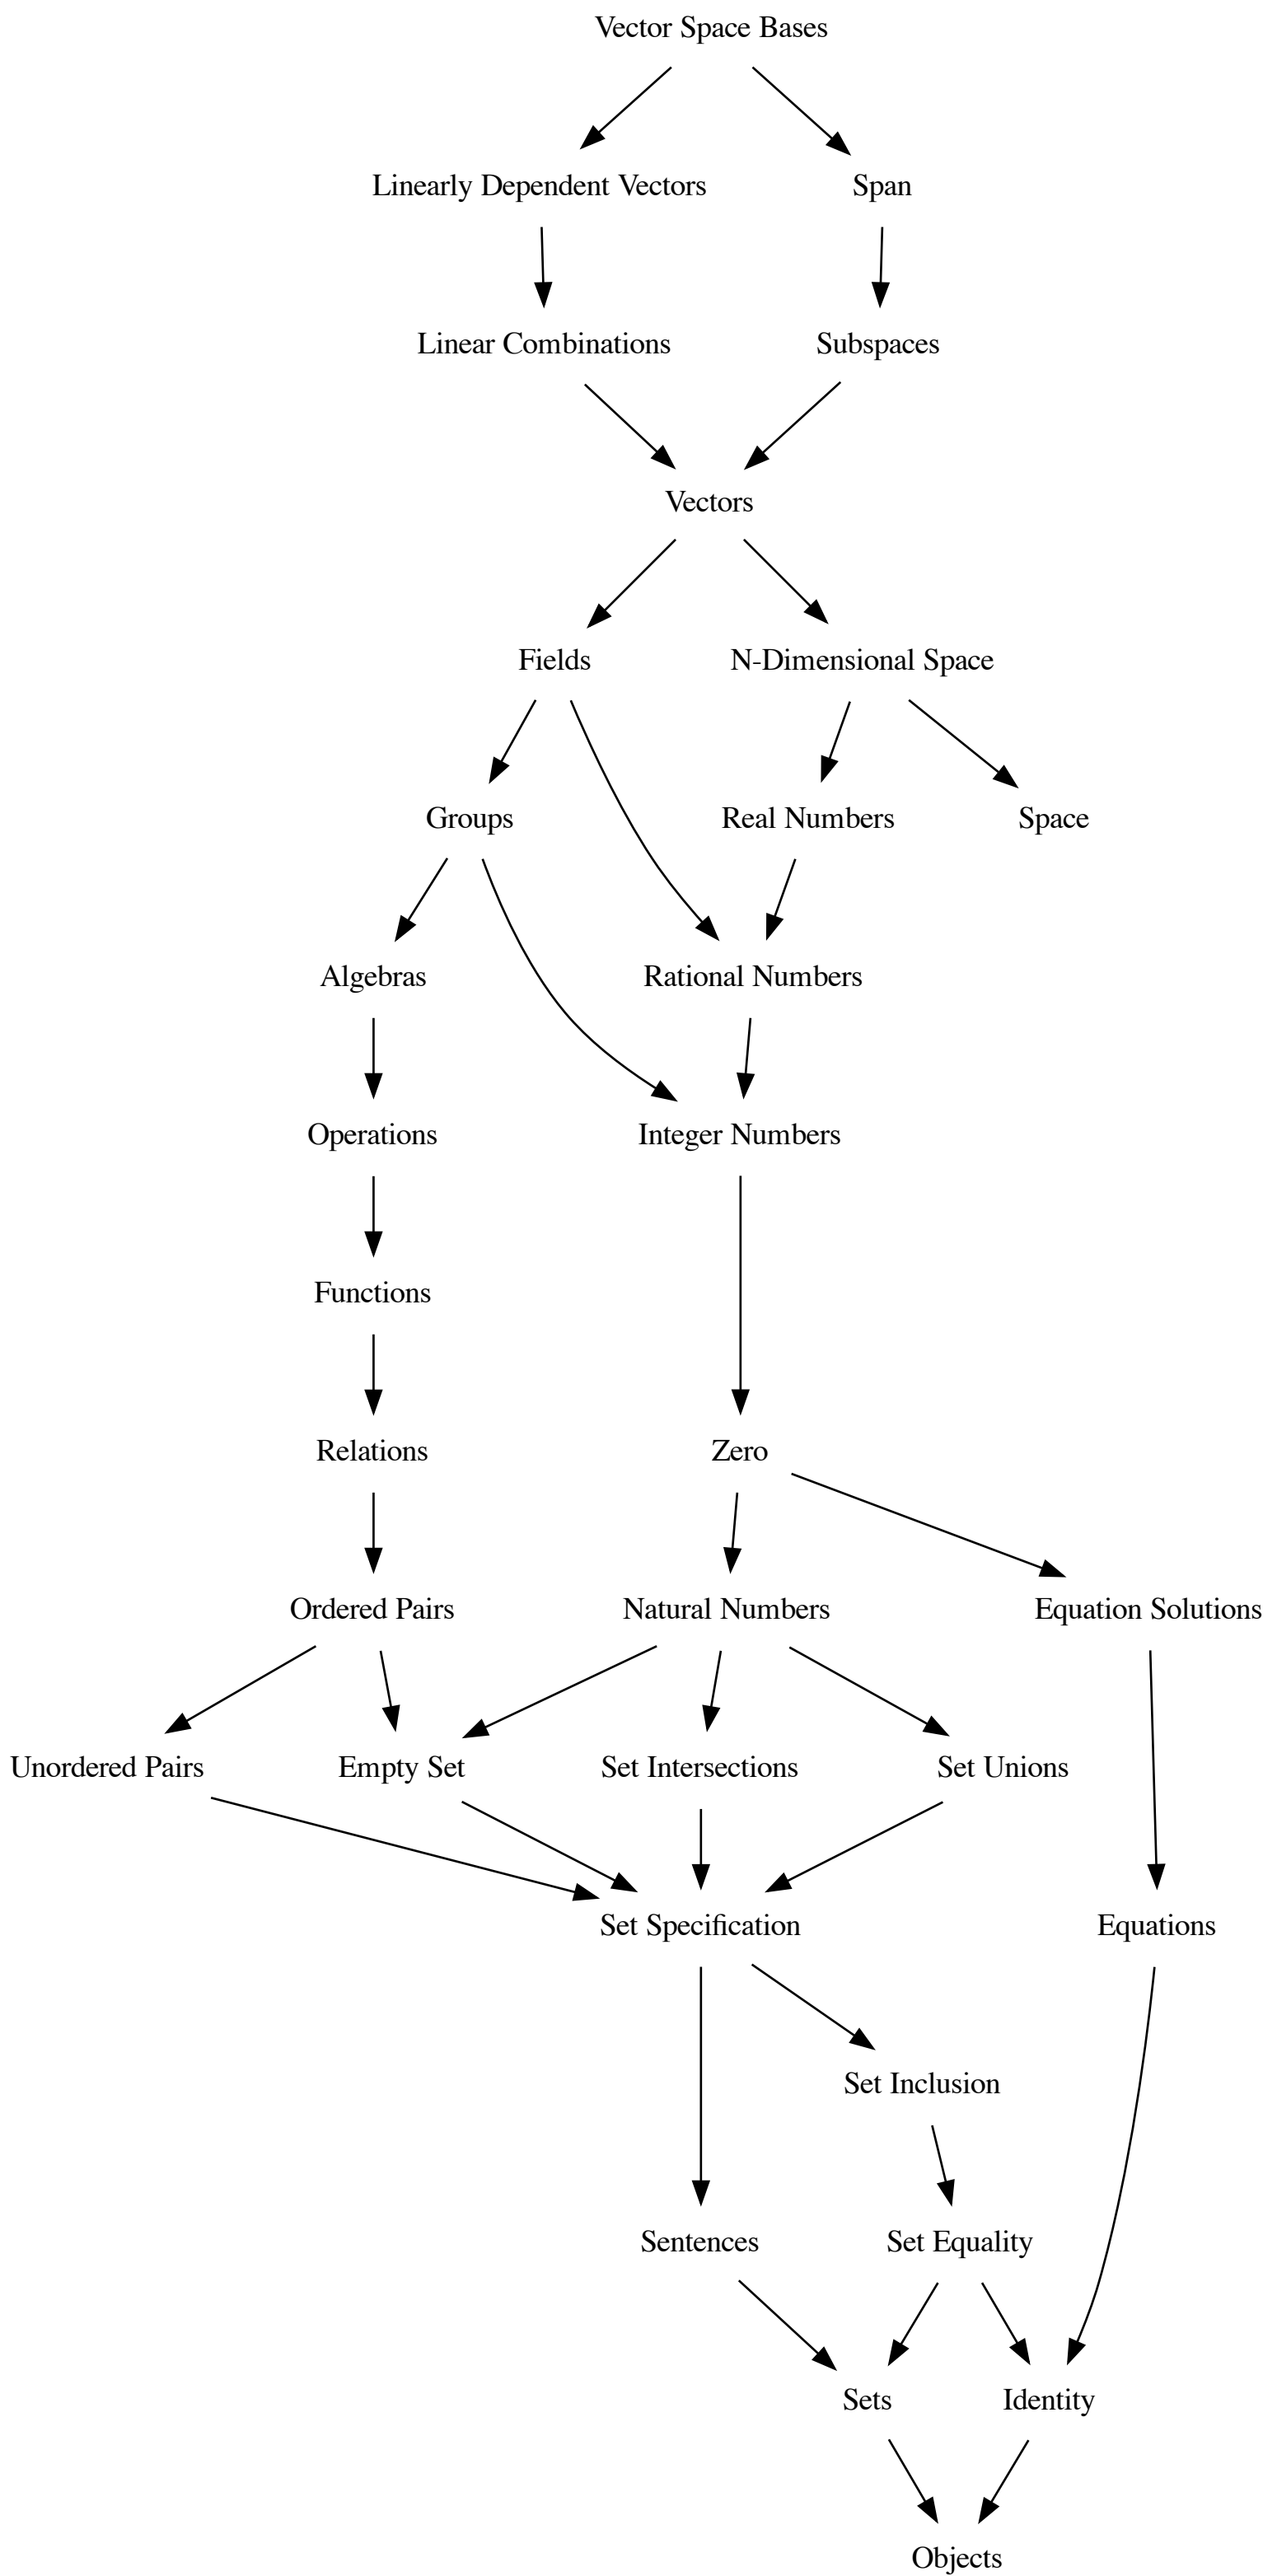 Vector Space Bases
Linearly Dependent Vectors
Span
Linear Combinations
Subspaces
Vectors
Fields
N-Dimensional Space
Groups
Real Numbers
Space
Algebras
Rational Numbers
Operations
Integer Numbers
Functions
Relations
Zero
Ordered Pairs
Natural Numbers
Equation Solutions
Unordered Pairs
Empty Set
Set Intersections
Set Unions
Set Specification
Equations
Set Inclusion
Sentences
Set Equality
Sets
Identity
Objects